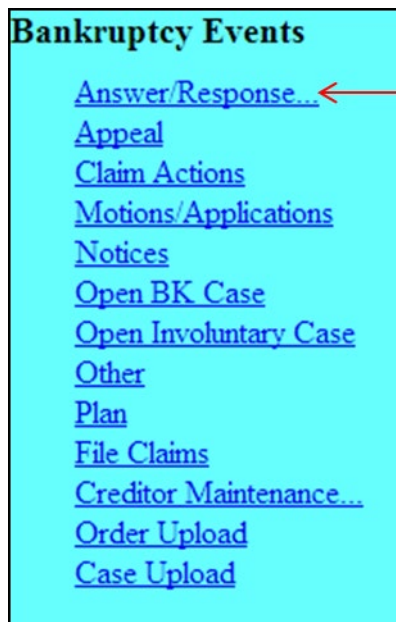 Bankruptcy Events
Answer/Response...
Appeal
Claim Actions
Motions/Applications
Notices
Open BK Case
Open Involuntary Case
Other
Plan
File Claims
Creditor Maintenance...
Order Upload
Case Upload